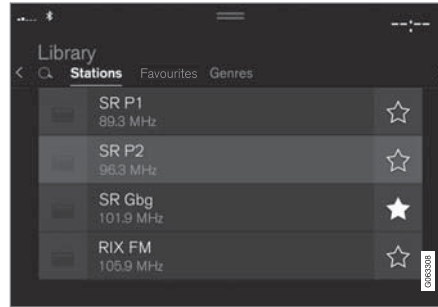 --:--
Library
Stations Favourites Genres
SR P1
89.3 MHz
SR P2
96.3 MHz
SR Gbg
101.9 MHz
RIX FM
105.9 MHz
G063308